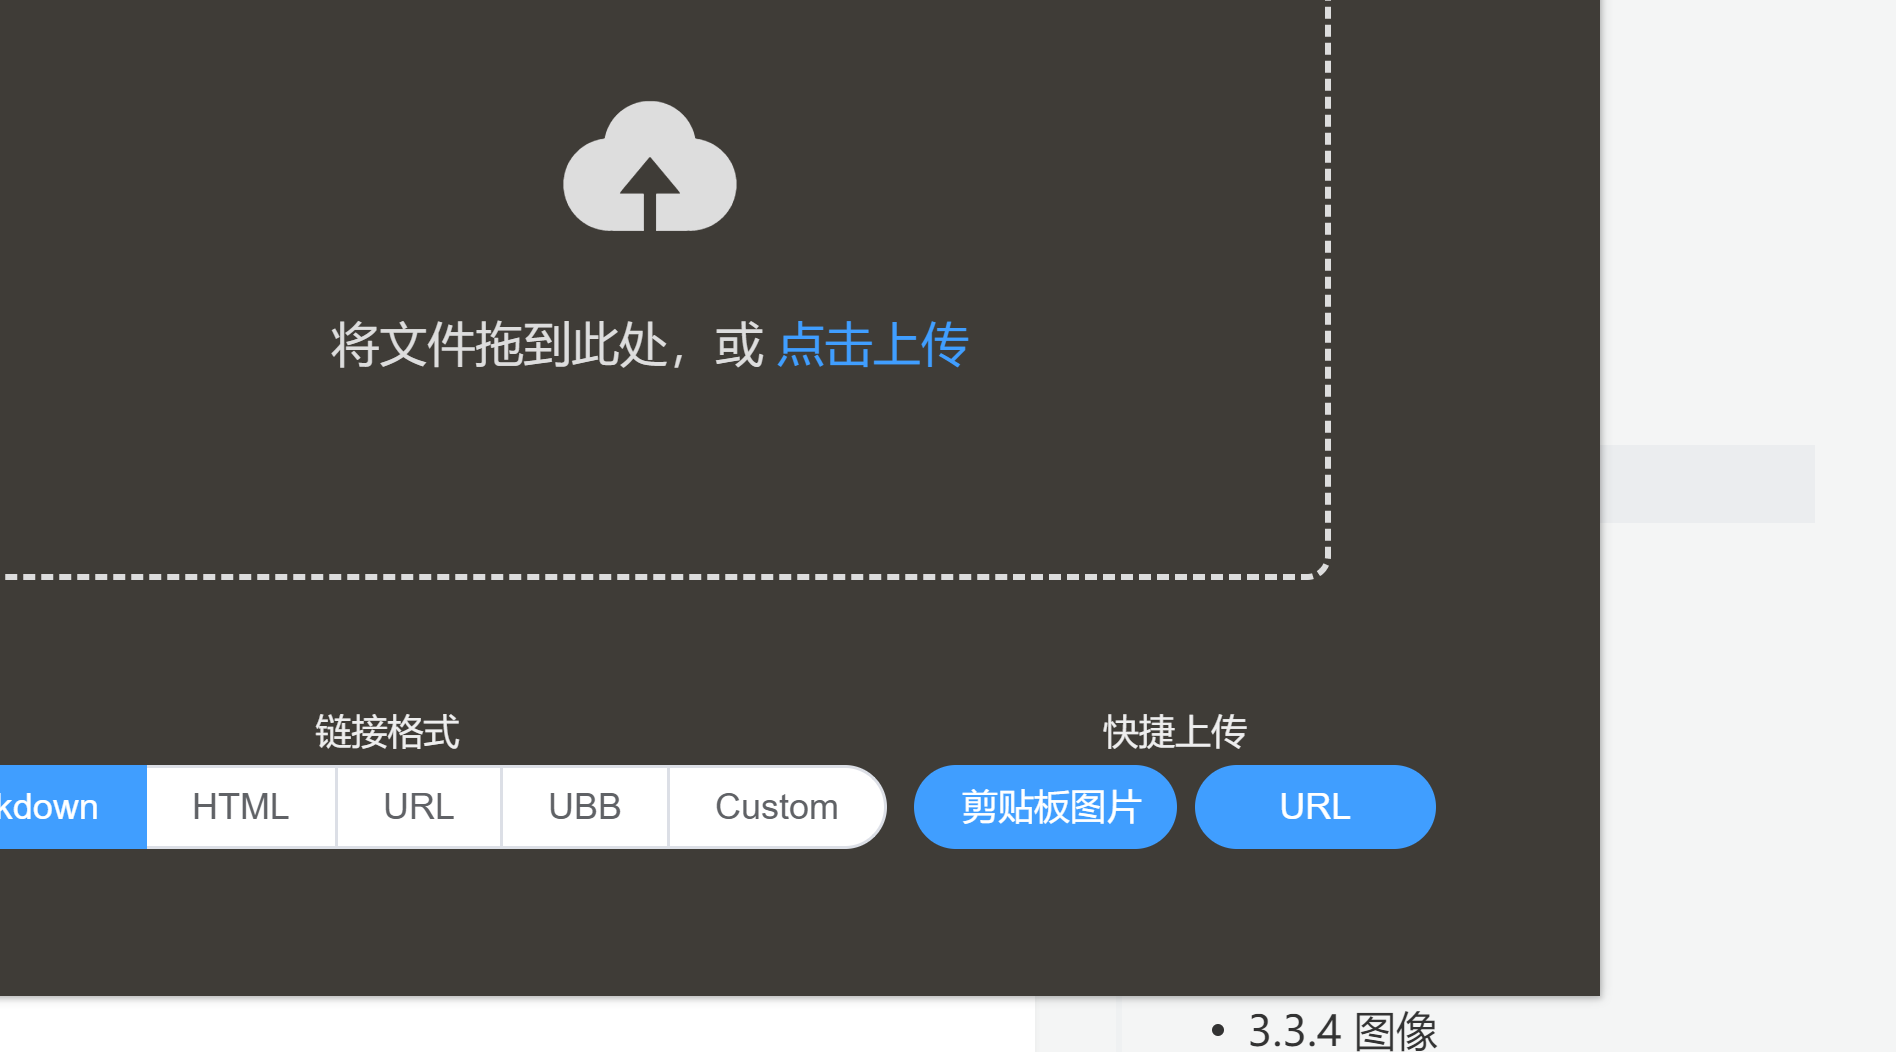 将文件拖到此处，或 点击上传
链接格式
快捷上传
kdown HTML URL UBB Custom
剪贴板图片 URL
• 3.3.4 图像